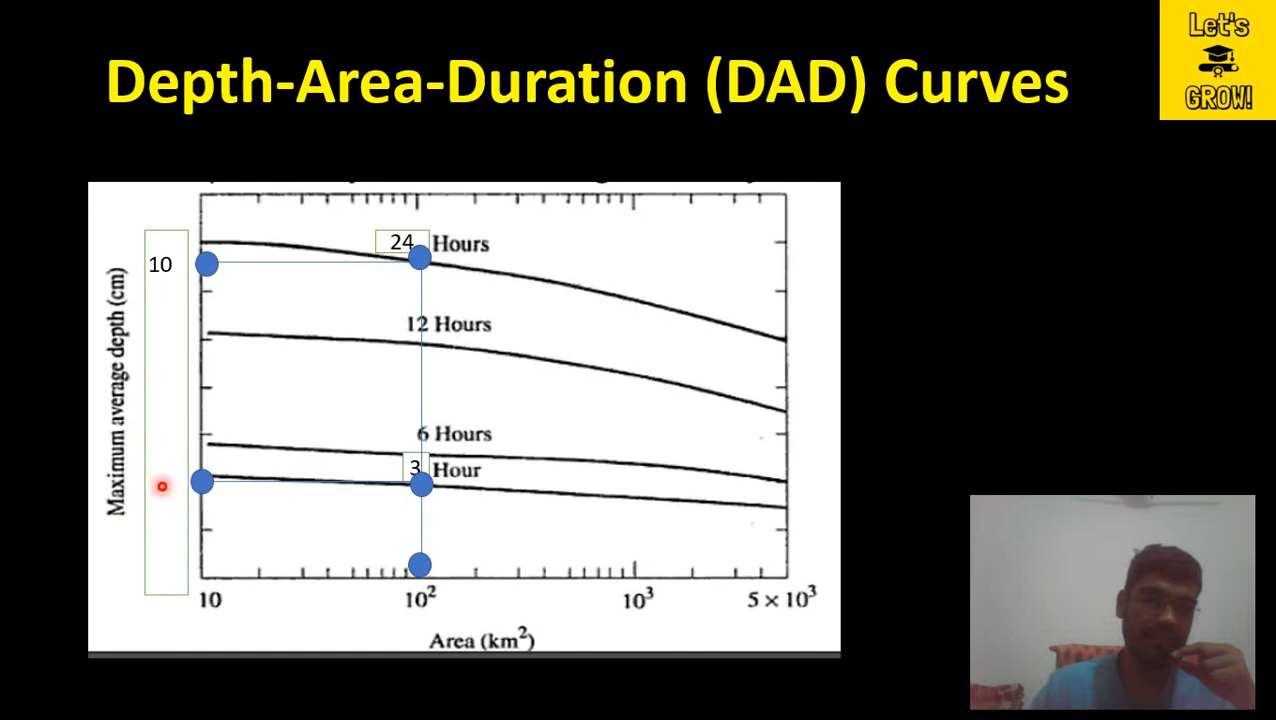 Let's
GROW!
Depth-Area-Duration (DAD) Curves
24 Hours
10
12 Hours
6 Hours
3 Hour
Maximum average depth (cm)
10 10² 10³ 5 × 10³
Area (km²)